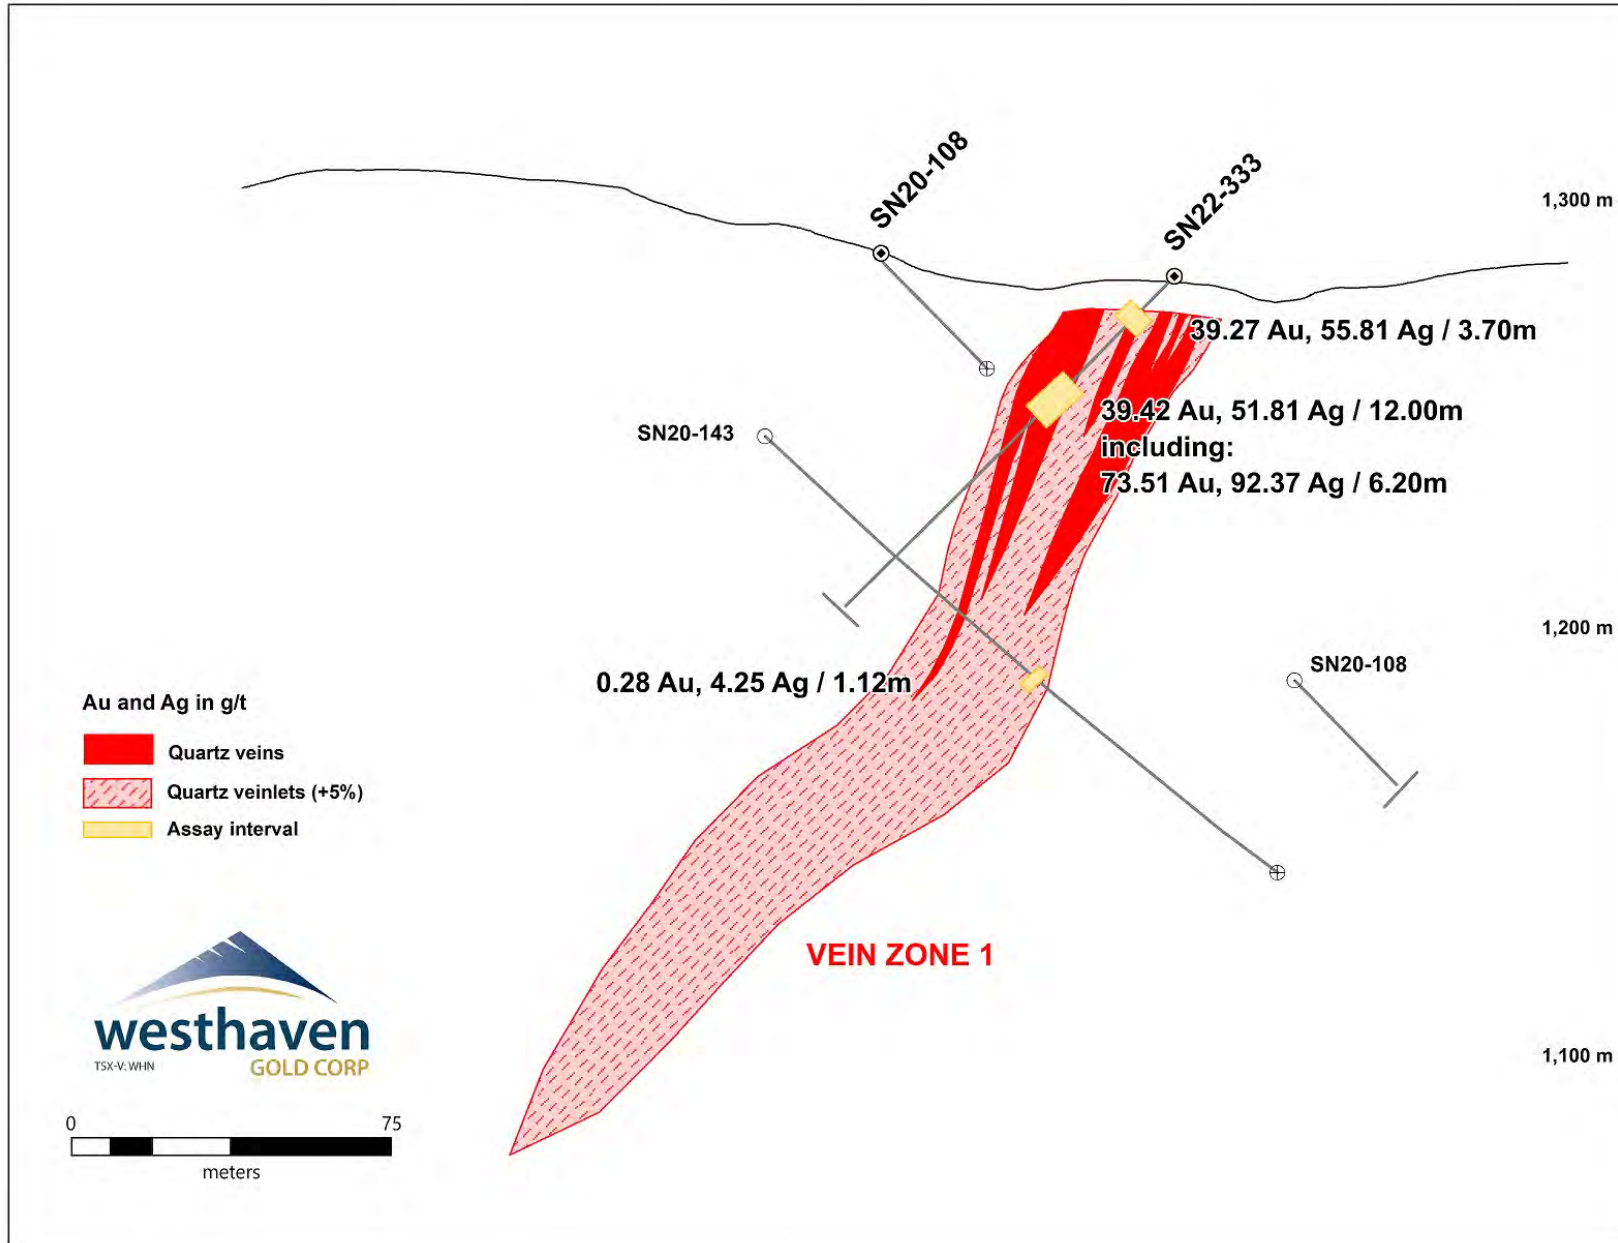 SN20-108
SN22-333
1,300 m
39.27 Au, 55.81 Ag / 3.70m
39.42 Au, 51.81 Ag / 12.00m
including:
73.51 Au, 92.37 Ag / 6.20m
SN20-143
1,200 m
SN20-108
0.28 Au, 4.25 Ag / 1.12m
Au and Ag in g/t
Quartz veins
Quartz veinlets (+5%)
Assay interval
VEIN ZONE 1
westhaven
TSX-V: WHN
GOLD CORP
1,100 m
0 75
meters